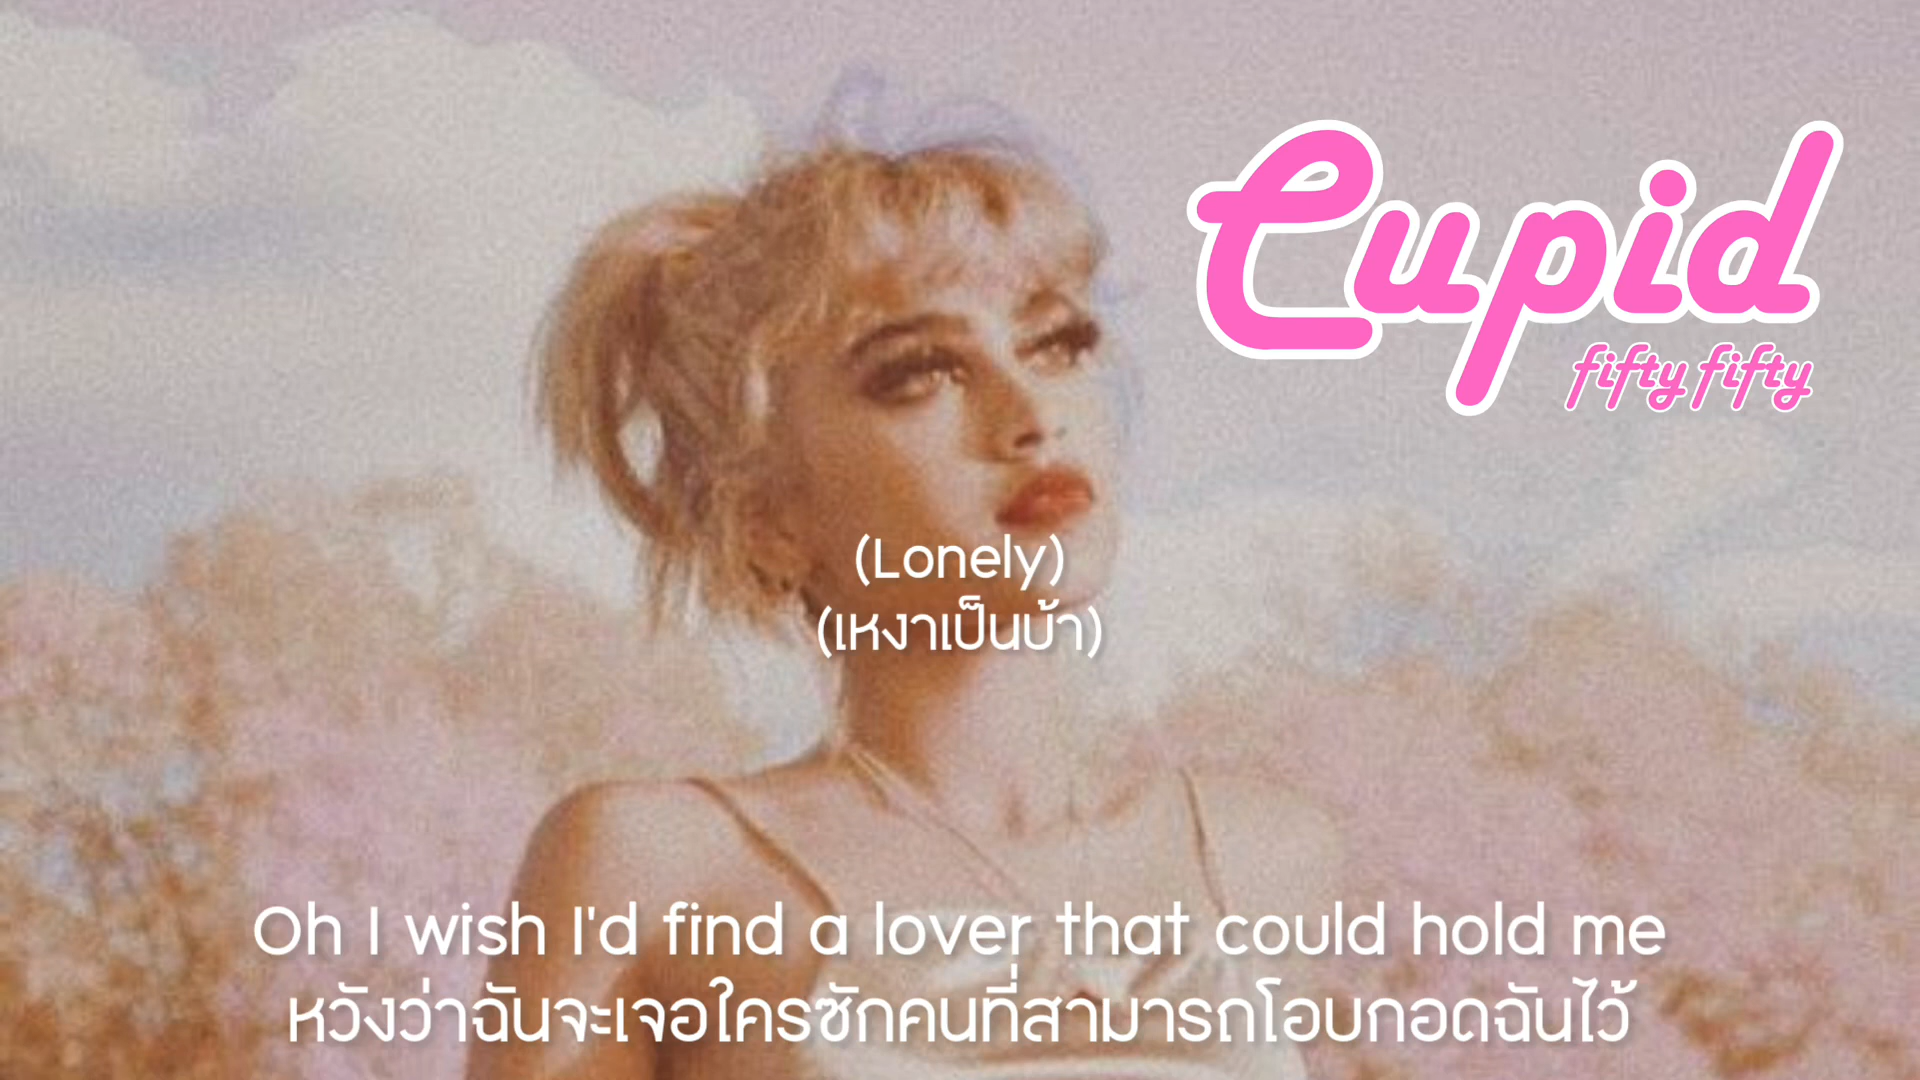 Cupid
fifty fifty
(Lonely)
(เหงาเป็นบ้า)
Oh I wish I'd find a lover that could hold me
หวังว่าฉันจะเจอใครซักคนที่สามารถโอบกอดฉันไว้